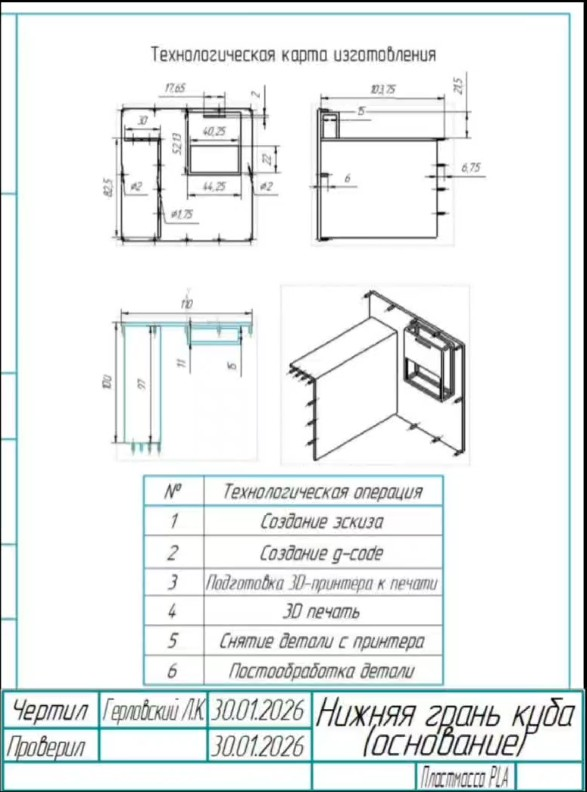 Технологическая карта изготовления
17,65
2
30
40,25
52,13
22
82,5
⌀2
44,25
⌀2
⌀1,75
103,75
21,5
15
6,75
6
110
100
97
11
15
№ Технологическая операция
1 Создание эскиза
2 Создание g-code
3 Подготовка 3D-принтера к печати
4 3D печать
5 Снятие детали с принтера
6 Постообработка детали
Чертил Герловский Л.К 30.01.2026 Нижняя грань куба
Проверил 30.01.2026 (основание)
Пластмасса PLA